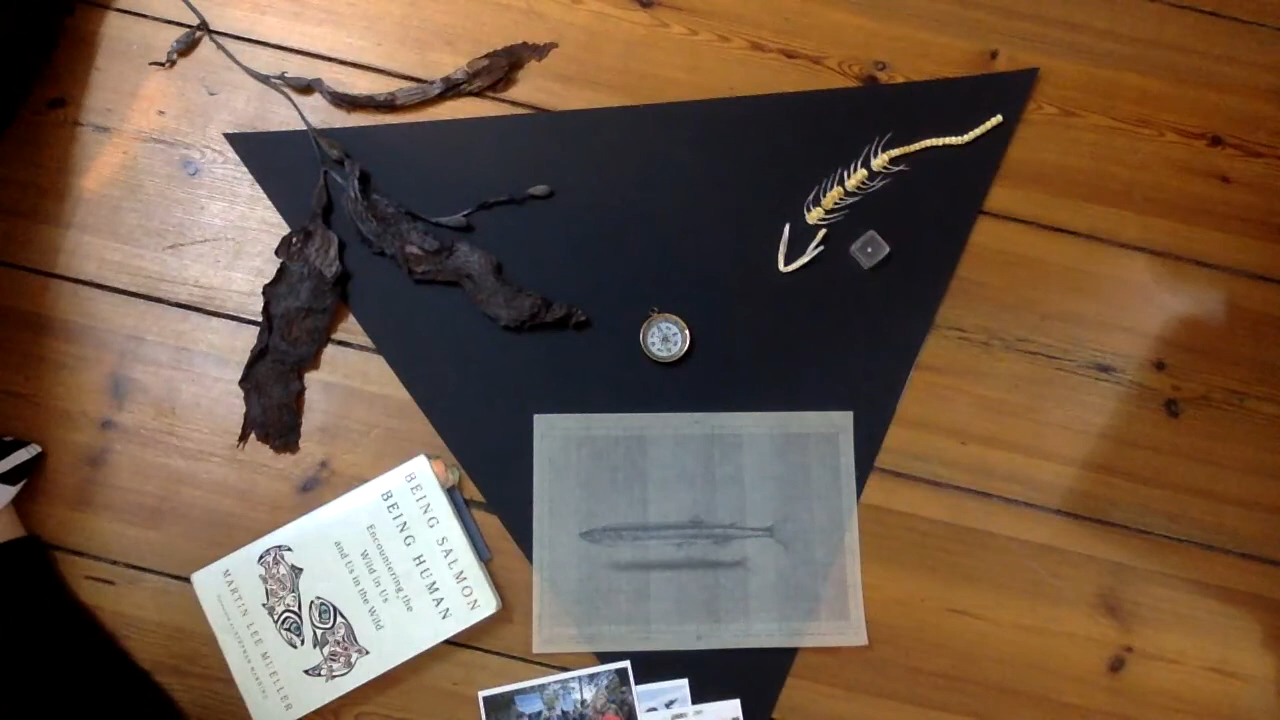 BEING SALMON
BEING HUMAN
Encountering the
Wild in Us
and Us in the Wild
MARTIN LEE MUELLER